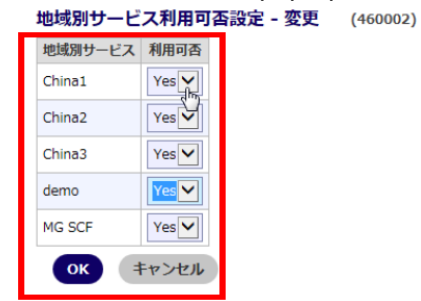 地域別サービス利用可否設定 - 変更 (460002)
地域別サービス 利用可否
China1 Yes
China2 Yes
China3 Yes
demo Yes
MG SCF Yes
OK キャンセル